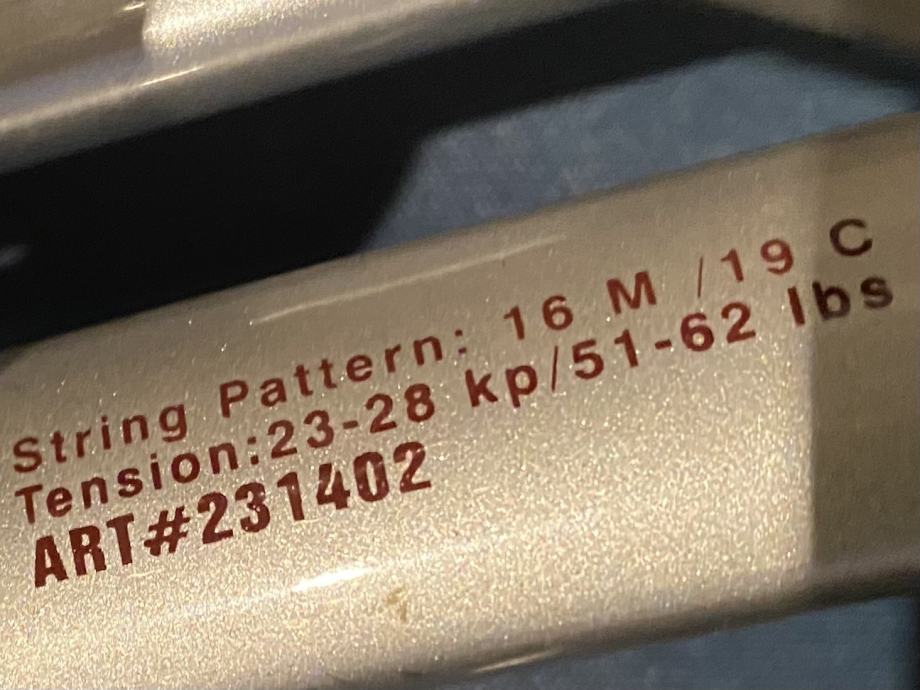 String Pattern: 16 M /19 C
Tension:23-28 kp/51-62 lbs
ART#231402